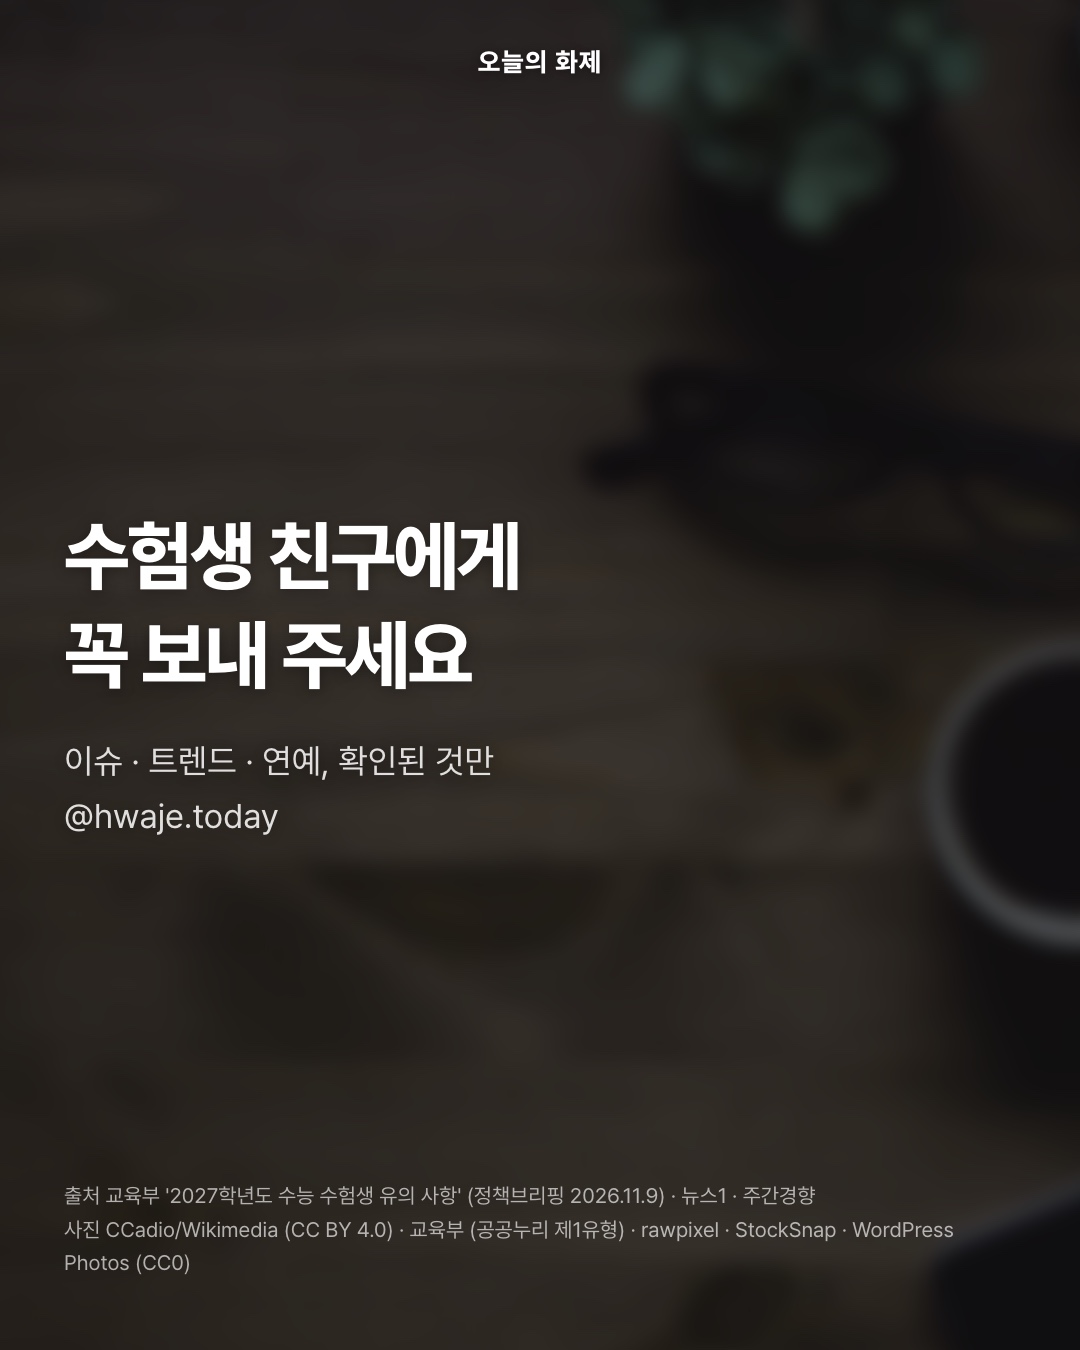 오늘의 화제
수험생 친구에게
꼭 보내 주세요
이슈 · 트렌드 · 연예, 확인된 것만
@hwaje.today
출처 교육부 '2027학년도 수능 수험생 유의 사항' (정책브리핑 2026.11.9) · 뉴스1 · 주간경향
사진 CCadio/Wikimedia (CC BY 4.0) · 교육부 (공공누리 제1유형) · rawpixel · StockSnap · WordPress
Photos (CC0)